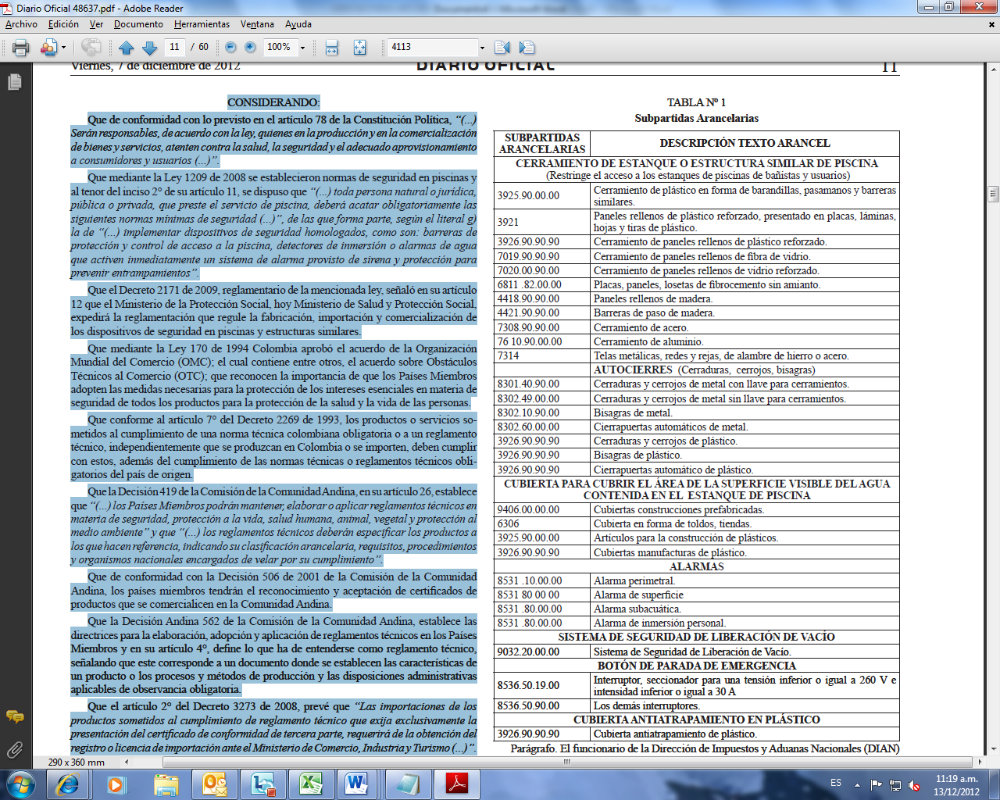 Diario Oficial 48637.pdf - Adobe Reader
Archivo Edición Ver Documento Herramientas Ventana Ayuda
11 / 60 100% 4113
Viernes, 7 de diciembre de 2012 DIARIO OFICIAL 11
CONSIDERANDO:
Que de conformidad con lo previsto en el artículo 78 de la Constitución Política, “(...)
Serán responsables, de acuerdo con la ley, quienes en la producción y en la comercialización
de bienes y servicios, atenten contra la salud, la seguridad y el adecuado aprovisionamiento
a consumidores y usuarios (...)”.
Que mediante la Ley 1209 de 2008 se establecieron normas de seguridad en piscinas y
al tenor del inciso 2° de su artículo 11, se dispuso que “(...) toda persona natural o jurídica,
pública o privada, que preste el servicio de piscina, deberá acatar obligatoriamente las
siguientes normas mínimas de seguridad (...)”, de las que forma parte, según el literal g)
la de “(...) implementar dispositivos de seguridad homologados, como son: barreras de
protección y control de acceso a la piscina, detectores de inmersión o alarmas de agua
que activen inmediatamente un sistema de alarma provisto de sirena y protección para
prevenir entrampamientos”.
Que el Decreto 2171 de 2009, reglamentario de la mencionada ley, señaló en su artículo
12 que el Ministerio de la Protección Social, hoy Ministerio de Salud y Protección Social,
expedirá la reglamentación que regule la fabricación, importación y comercialización de
los dispositivos de seguridad en piscinas y estructuras similares.
Que mediante la Ley 170 de 1994 Colombia aprobó el acuerdo de la Organización
Mundial del Comercio (OMC); el cual contiene entre otros, el acuerdo sobre Obstáculos
Técnicos al Comercio (OTC); que reconocen la importancia de que los Países Miembros
adopten las medidas necesarias para la protección de los intereses esenciales en materia de
seguridad de todos los productos para la protección de la salud y la vida de las personas.
Que conforme al artículo 7° del Decreto 2269 de 1993, los productos o servicios so-
metidos al cumplimiento de una norma técnica colombiana obligatoria o a un reglamento
técnico, independientemente que se produzcan en Colombia o se importen, deben cumplir
con estos, además del cumplimiento de las normas técnicas o reglamentos técnicos obli-
gatorios del país de origen.
Que la Decisión 419 de la Comisión de la Comunidad Andina, en su artículo 26, establece
que “(...) los Países Miembros podrán mantener, elaborar o aplicar reglamentos técnicos en
materia de seguridad, protección a la vida, salud humana, animal, vegetal y protección al
medio ambiente” y que “(...) los reglamentos técnicos deberán especificar los productos a
los que hacen referencia, indicando su clasificación arancelaria, requisitos, procedimientos
y organismos nacionales encargados de velar por su cumplimiento”.
Que de conformidad con la Decisión 506 de 2001 de la Comisión de la Comunidad
Andina, los países miembros tendrán el reconocimiento y aceptación de certificados de
productos que se comercialicen en la Comunidad Andina.
Que la Decisión Andina 562 de la Comisión de la Comunidad Andina, establece las
directrices para la elaboración, adopción y aplicación de reglamentos técnicos en los Países
Miembros y en su artículo 4°, define lo que ha de entenderse como reglamento técnico,
señalando que este corresponde a un documento donde se establecen las características de
un producto o los procesos y métodos de producción y las disposiciones administrativas
aplicables de observancia obligatoria.
Que el artículo 2° del Decreto 3273 de 2008, prevé que “Las importaciones de los
productos sometidos al cumplimiento de reglamento técnico que exija exclusivamente la
presentación del certificado de conformidad de tercera parte, requerirá de la obtención del
registro o licencia de importación ante el Ministerio de Comercio, Industria y Turismo (...)”.
TABLA Nº 1
Subpartidas Arancelarias
SUBPARTIDAS ARANCELARIAS DESCRIPCIÓN TEXTO ARANCEL
CERRAMIENTO DE ESTANQUE O ESTRUCTURA SIMILAR DE PISCINA
(Restringe el acceso a los estanques de piscinas de bañistas y usuarios)
3925.90.00.00 Cerramiento de plástico en forma de barandillas, pasamanos y barreras
similares.
3921 Paneles rellenos de plástico reforzado, presentado en placas, láminas,
hojas y tiras de plástico.
3926.90.90.90 Cerramiento de paneles rellenos de plástico reforzado.
7019.90.90.90 Cerramiento de paneles rellenos de fibra de vidrio.
7020.00.90.00 Cerramiento de paneles rellenos de vidrio reforzado.
6811 .82.00.00 Placas, paneles, losetas de fibrocemento sin amianto.
4418.90.90.00 Paneles rellenos de madera.
4421.90.90.00 Barreras de paso de madera.
7308.90.90.00 Cerramiento de acero.
76 10.90.00.00 Cerramiento de aluminio.
7314 Telas metálicas, redes y rejas, de alambre de hierro o acero.
AUTOCIERRES (Cerraduras, cerrojos, bisagras)
8301.40.90.00 Cerraduras y cerrojos de metal con llave para cerramientos.
8302.49.00.00 Cerraduras y cerrojos de metal sin llave para cerramientos.
8302.10.90.00 Bisagras de metal.
8302.60.00.00 Cierrapuertas automáticos de metal.
3926.90.90.90 Cerraduras y cerrojos de plástico.
3926.90.90.90 Bisagras de plástico.
3926.90.90.90 Cierrapuertas automático de plástico.
CUBIERTA PARA CUBRIR EL ÁREA DE LA SUPERFICIE VISIBLE DEL AGUA
CONTENIDA EN EL ESTANQUE DE PISCINA
9406.00.00.00 Cubiertas construcciones prefabricadas.
6306 Cubierta en forma de toldos, tiendas.
3925.90.00.00 Artículos para la construcción de plásticos.
3926.90.90.90 Cubiertas manufacturas de plástico.
ALARMAS
8531 .10.00.00 Alarma perimetral.
8531 80 00 00 Alarma de superficie
8531 .80.00.00 Alarma subacuática.
8531 .80.00.00 Alarma de inmersión personal.
SISTEMA DE SEGURIDAD DE LIBERACIÓN DE VACÍO
9032.20.00.00 Sistema de Seguridad de Liberación de Vacío.
BOTÓN DE PARADA DE EMERGENCIA
8536.50.19.00 Interruptor, seccionador para una tensión inferior o igual a 260 V e
intensidad inferior o igual a 30 A
8536.50.90.00 Los demás interruptores.
CUBIERTA ANTIATRAPAMIENTO EN PLÁSTICO
3926.90.90.90 Cubierta antiatrapamiento de plástico.
Parágrafo. El funcionario de la Dirección de Impuestos y Aduanas Nacionales (DIAN)
290 x 360 mm
ES 11:19 a.m.
13/12/2012